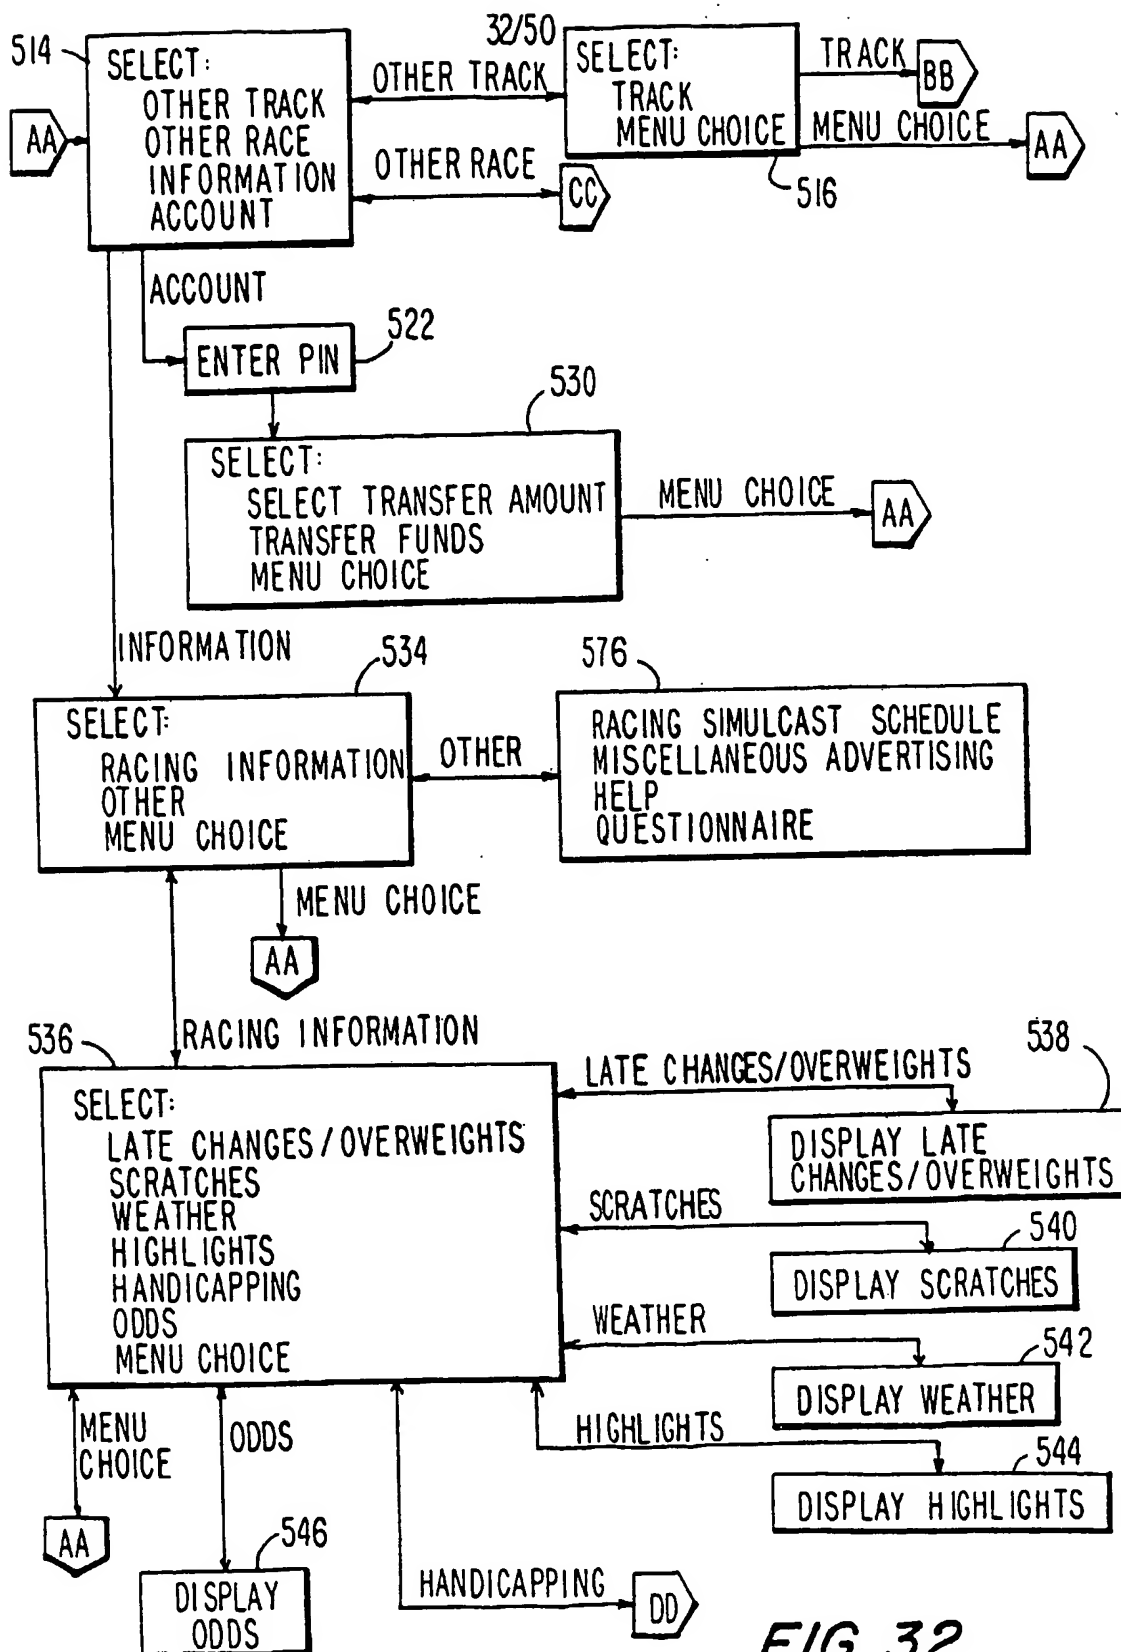 514
SELECT:
OTHER TRACK
OTHER RACE
INFORMATION
ACCOUNT
AA
OTHER TRACK
OTHER RACE
CC
32/50
SELECT:
TRACK
MENU CHOICE
516
TRACK
BB
MENU CHOICE
AA
ACCOUNT
ENTER PIN
522
530
SELECT:
SELECT TRANSFER AMOUNT
TRANSFER FUNDS
MENU CHOICE
MENU CHOICE
AA
INFORMATION
534
SELECT:
RACING INFORMATION
OTHER
MENU CHOICE
OTHER
576
RACING SIMULCAST SCHEDULE
MISCELLANEOUS ADVERTISING
HELP
QUESTIONNAIRE
MENU CHOICE
AA
RACING INFORMATION
536
SELECT:
LATE CHANGES/OVERWEIGHTS
SCRATCHES
WEATHER
HIGHLIGHTS
HANDICAPPING
ODDS
MENU CHOICE
LATE CHANGES/OVERWEIGHTS
538
DISPLAY LATE
CHANGES/OVERWEIGHTS
SCRATCHES
540
DISPLAY SCRATCHES
WEATHER
542
DISPLAY WEATHER
HIGHLIGHTS
544
DISPLAY HIGHLIGHTS
MENU
CHOICE
AA
ODDS
546
DISPLAY
ODDS
HANDICAPPING
DD
FIG. 32